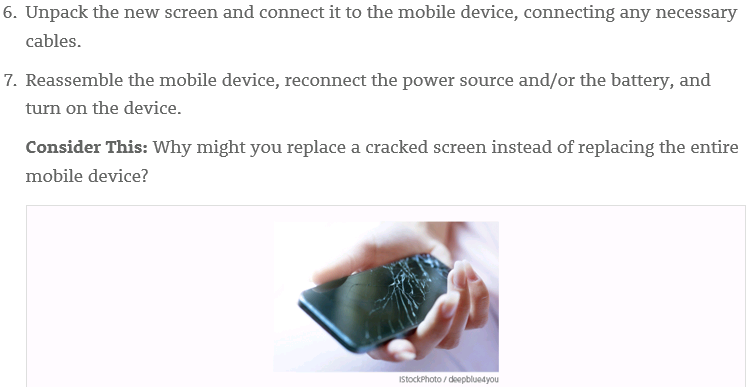 6. Unpack the new screen and connect it to the mobile device, connecting any necessary
cables.
7. Reassemble the mobile device, reconnect the power source and/or the battery, and
turn on the device.
Consider This: Why might you replace a cracked screen instead of replacing the entire
mobile device?
iStockPhoto / deepblue4you